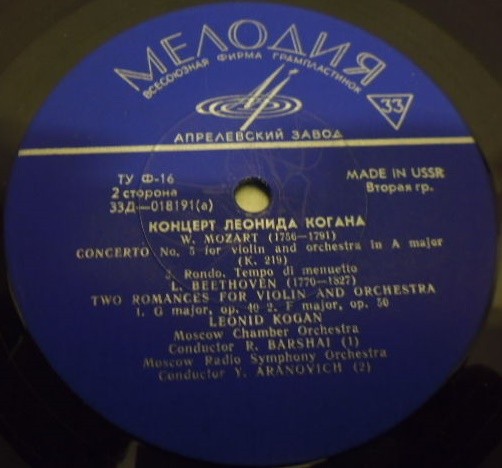 МЕЛОДИЯ
ВСЕСОЮЗНАЯ ФИРМА ГРАМПЛАСТИНОК
33
АПРЕЛЕВСКИЙ ЗАВОД
ТУ Ф-16
MADE IN USSR
2 сторона
Вторая гр.
33Д—018191(а)
КОНЦЕРТ ЛЕОНИДА КОГАНА
W. MOZART (1756—1791)
CONCERTO No. 5 for violin and orchestra in A major
(K. 219)
Rondo. Tempo di menuetto
L. BEETHOVEN (1770—1827)
TWO ROMANCES FOR VIOLIN AND ORCHESTRA
1. G major, op. 40 2. F major, op. 50
LEONID KOGAN
Moscow Chamber Orchestra
Conductor R. BARSHAI (1)
Moscow Radio Symphony Orchestra
Conductor Y. ARANOVICH (2)